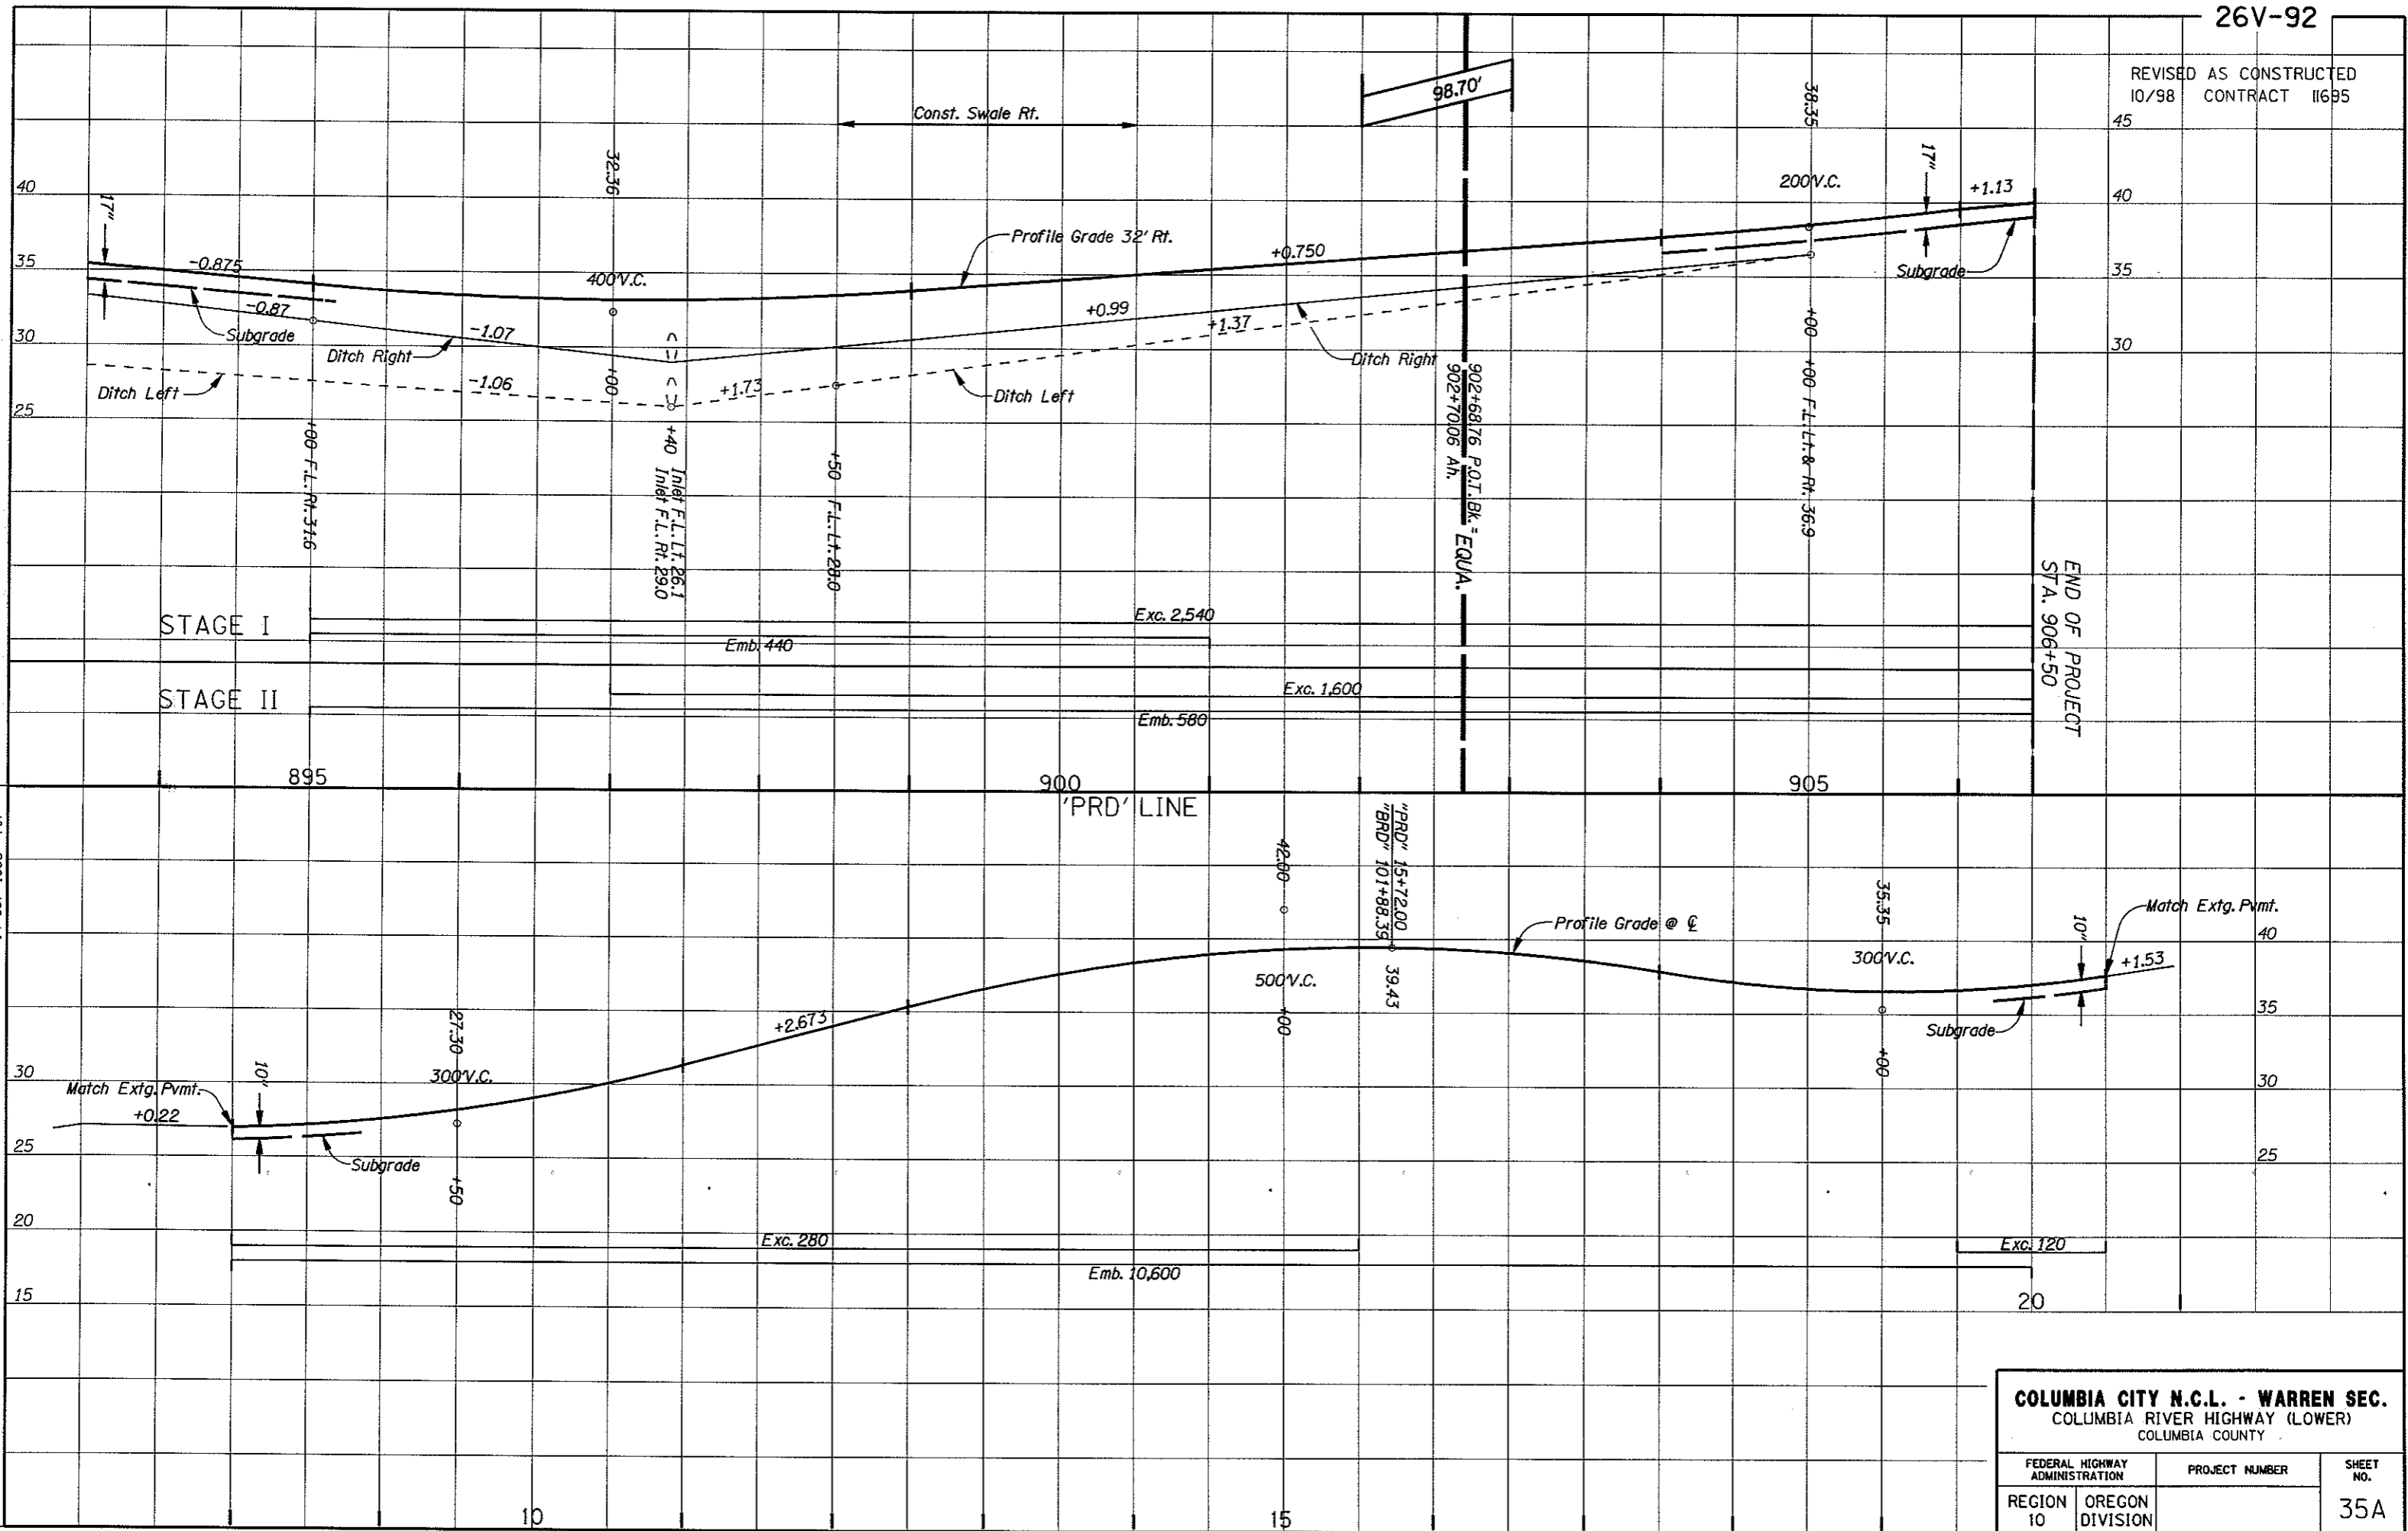 26V-92
REVISED AS CONSTRUCTED
10/98 CONTRACT 11695
98.70'
Const. Swale Rt.
38.35
32.36
45
40
17"
200'V.C.
17"
+1.13
40
Profile Grade 32' Rt.
35
-0.875
400'V.C.
+0.750
Subgrade
35
-0.87
+0.99
30
Subgrade
-1.07
+1.37
+00
30
Ditch Right
Ditch Right
Ditch Left
-1.06
+00
+1.73
Ditch Left
25
+00 F.L. Rt. 31.6
+40 Inlet F.L. Lt. 26.1
Inlet F.L. Rt. 29.0
+50 F.L. Lt. 28.0
902+68.76 P.O.T. Bk. =
902+70.06 Ah.
EQUA.
+00 F.L. Lt. & Rt. 36.9
END OF PROJECT
STA. 906+50
STAGE I
Exc. 2,540
Emb. 440
STAGE II
Exc. 1,600
Emb. 580
895
900
905
'PRD' LINE
42.00
"PRD" 15+72.00
"BRD" 101+88.39
39.43
35.35
Profile Grade @ ℄
Match Extg. Pvmt.
10"
40
500'V.C.
300'V.C.
+1.53
27.30
+2.673
+00
Subgrade
35
+00
30
Match Extg. Pvmt.
10"
300'V.C.
30
+0.22
25
Subgrade
+50
25
20
Exc. 280
Exc. 120
Emb. 10,600
15
20
10
15
COLUMBIA CITY N.C.L. - WARREN SEC.
COLUMBIA RIVER HIGHWAY (LOWER)
COLUMBIA COUNTY
FEDERAL HIGHWAY ADMINISTRATION
PROJECT NUMBER
SHEET NO.
REGION 10
OREGON DIVISION
35A